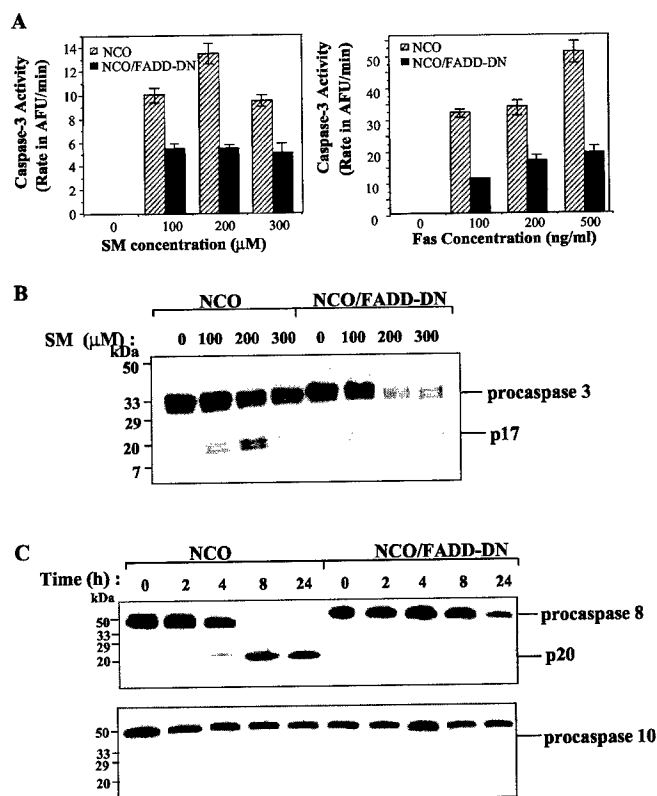 A
14
12
10
8
6
4
2
0
Caspase-3 Activity
(Rate in AFU/min)
NCO
NCO/FADD-DN
0 100 200 300
SM concentration (µM)
50
40
30
20
10
0
Caspase-3 Activity
(Rate in AFU/min)
NCO
NCO/FADD-DN
0 100 200 500
Fas Concentration (ng/ml)
B
NCO NCO/FADD-DN
SM (µM) : 0 100 200 300 0 100 200 300
kDa
50
33
29
20
7
procaspase 3
p17
C
NCO NCO/FADD-DN
Time (h) : 0 2 4 8 24 0 2 4 8 24
kDa
50
33
29
20
procaspase 8
p20
50
33
29
20
procaspase 10